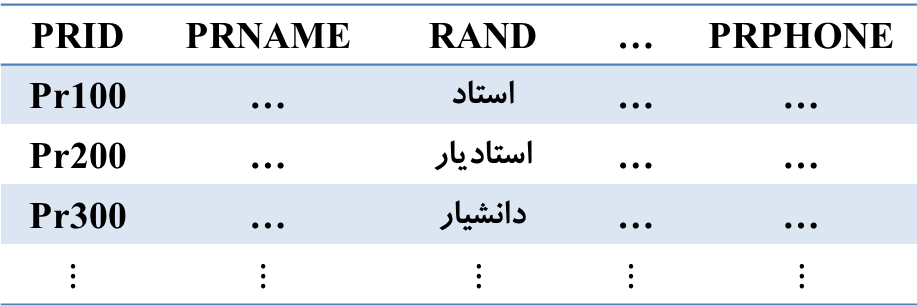 PRID PRNAME RAND ... PRPHONE
Pr100 ... استاد ... ...
Pr200 ... استادیار ... ...
Pr300 ... دانشیار ... ...
⋮ ⋮ ⋮ ⋮ ⋮